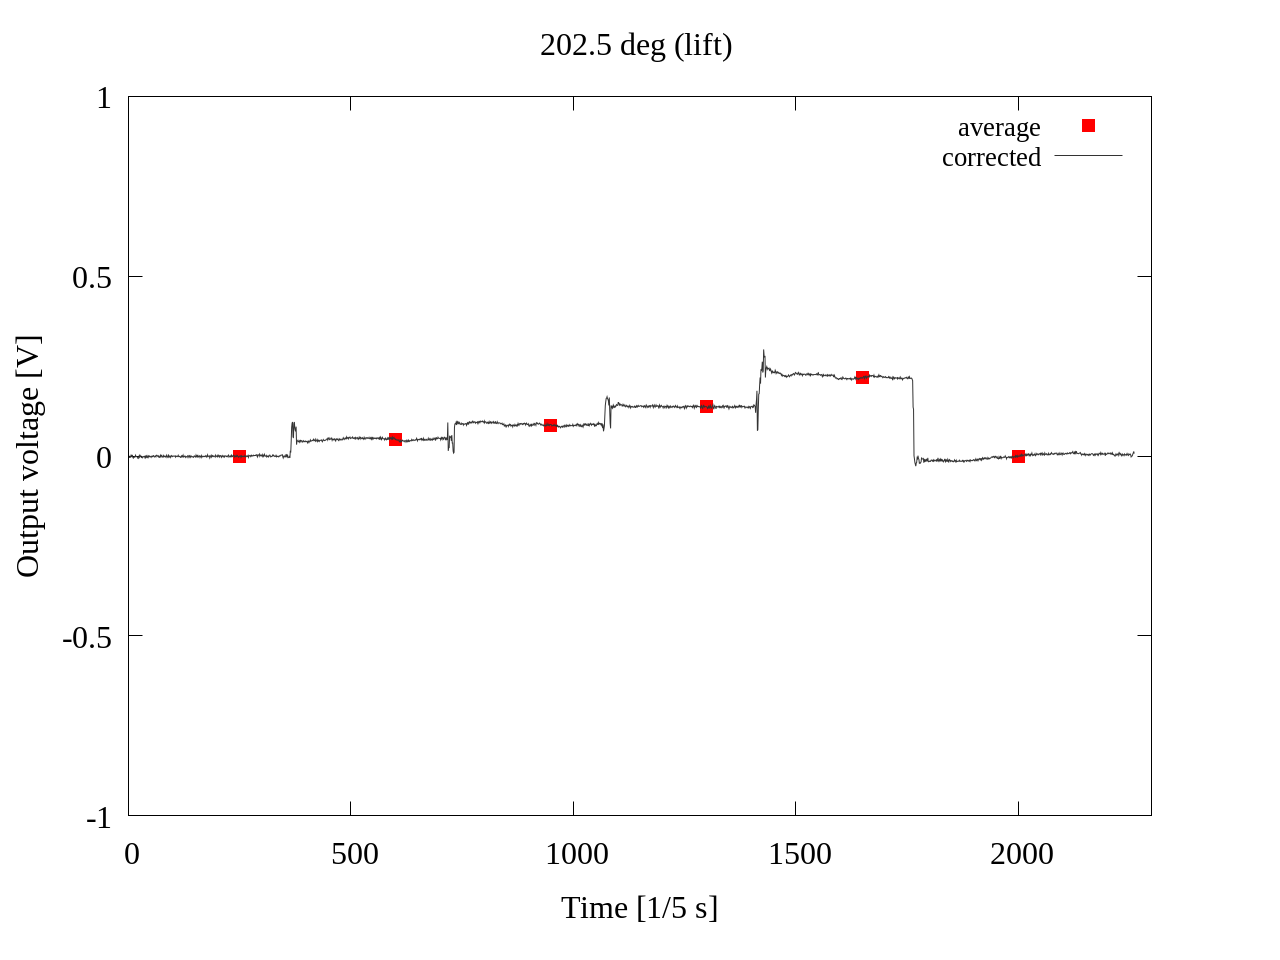 202.5 deg (lift)
1
average
corrected
0.5
Output voltage [V]
0
-0.5
-1
0 500 1000 1500 2000
Time [1/5 s]